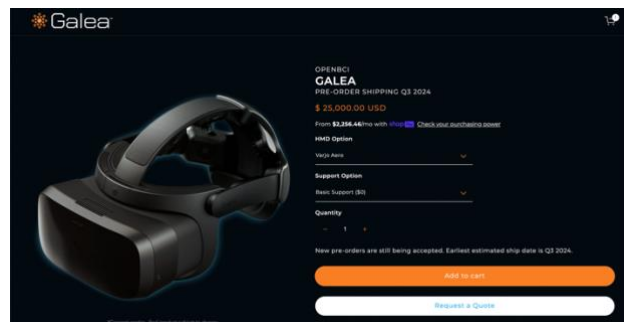 Galea
OPENBCI
GALEA
PRE-ORDER SHIPPING Q3 2024
$ 25,000.00 USD
From $2,256.46/mo with shop Pay Check your purchasing power
HMD Option
Varjo Aero
Support Option
Basic Support ($0)
Quantity
− 1 +
New pre-orders are still being accepted. Earliest estimated ship date is Q3 2024.
Add to cart
Request a Quote